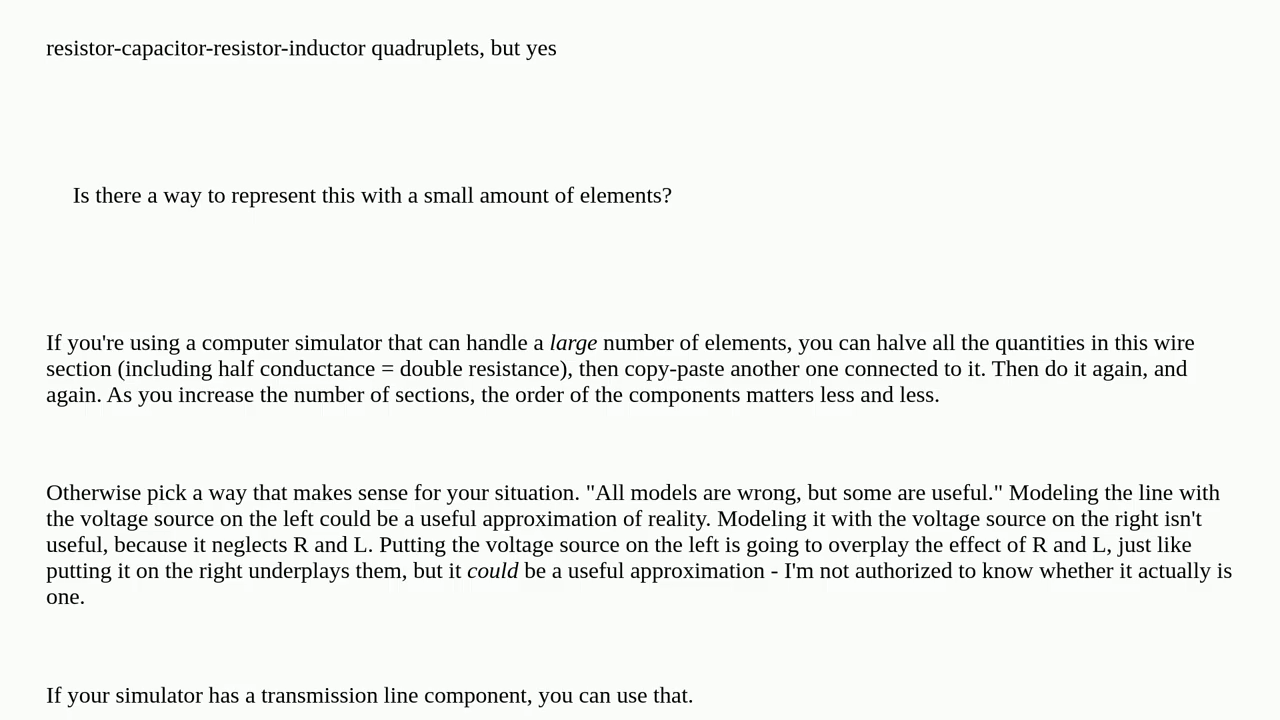 resistor-capacitor-resistor-inductor quadruplets, but yes
Is there a way to represent this with a small amount of elements?
If you're using a computer simulator that can handle a large number of elements, you can halve all the quantities in this wire
section (including half conductance = double resistance), then copy-paste another one connected to it. Then do it again, and
again. As you increase the number of sections, the order of the components matters less and less.
Otherwise pick a way that makes sense for your situation. "All models are wrong, but some are useful." Modeling the line with
the voltage source on the left could be a useful approximation of reality. Modeling it with the voltage source on the right isn't
useful, because it neglects R and L. Putting the voltage source on the left is going to overplay the effect of R and L, just like
putting it on the right underplays them, but it could be a useful approximation - I'm not authorized to know whether it actually is
one.
If your simulator has a transmission line component, you can use that.